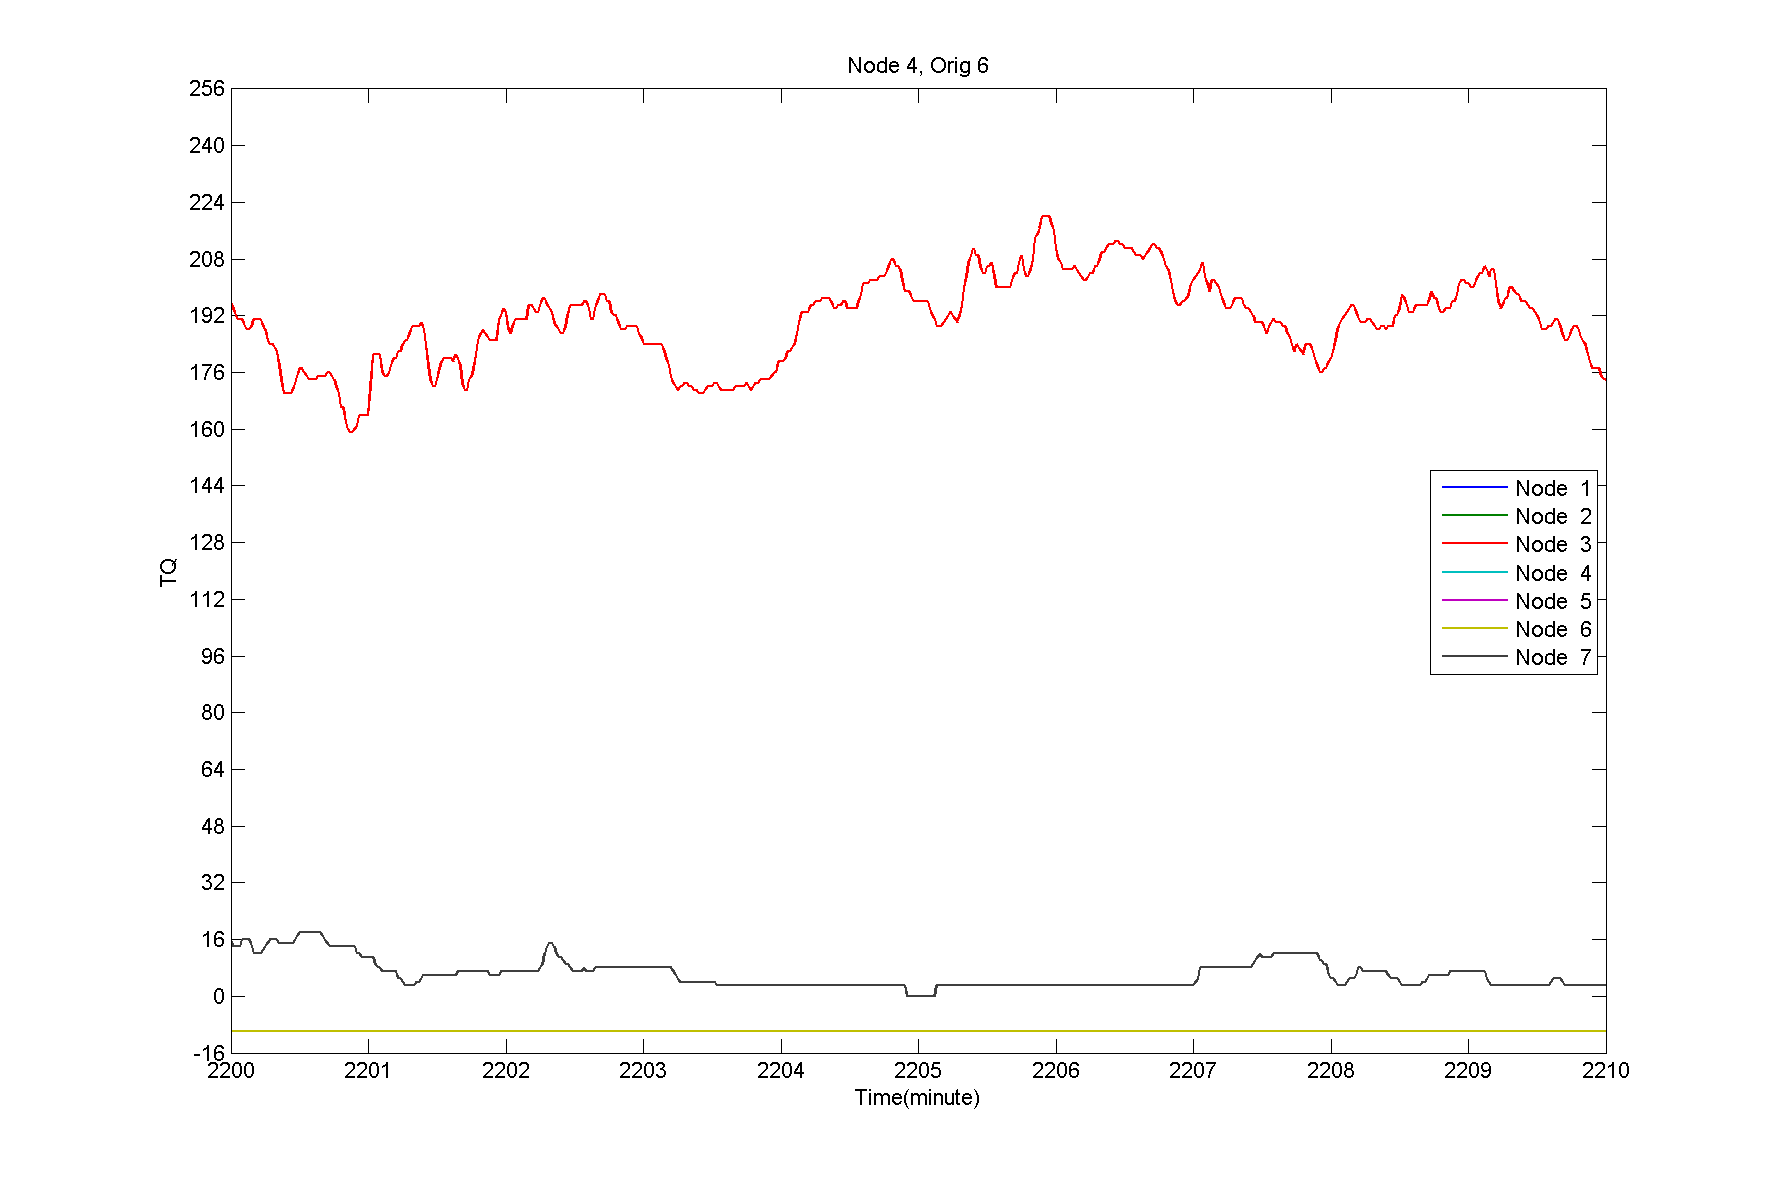 Node 4, Orig 6
256
240
224
208
192
176
160
144
128
112
96
80
64
48
32
16
0
-16
TQ
Node 1
Node 2
Node 3
Node 4
Node 5
Node 6
Node 7
2200 2201 2202 2203 2204 2205 2206 2207 2208 2209 2210
Time(minute)